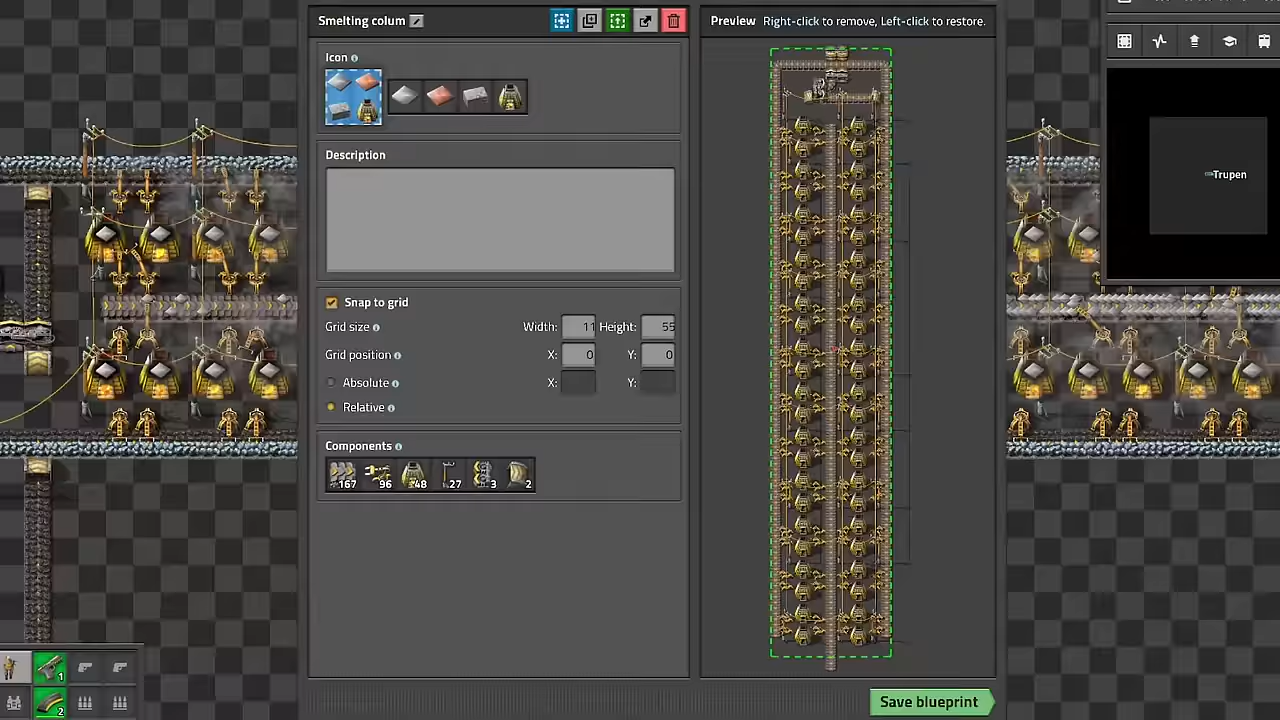 Smelting colum
Preview Right-click to remove, Left-click to restore.
Icon
Description
Snap to grid
Grid size Width: 11 Height: 55
Grid position X: 0 Y: 0
Absolute X: Y:
Relative
Components
167 96 48 27 3 2
Trupen
1
2
Save blueprint